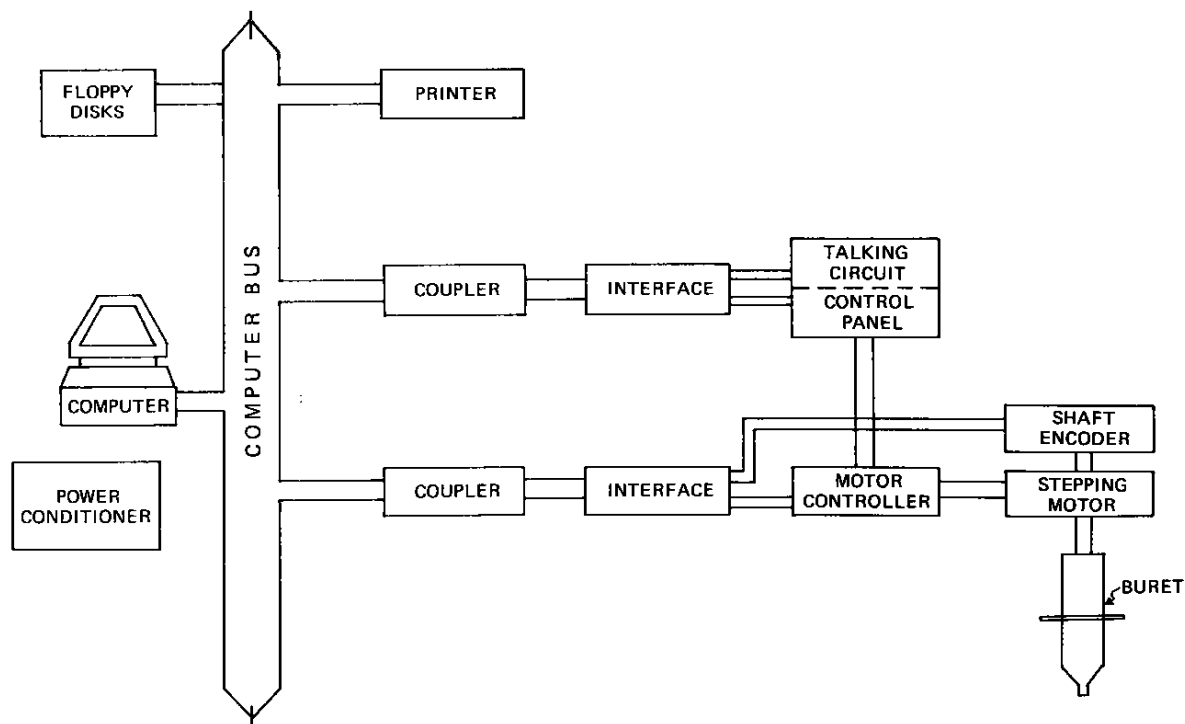 FLOPPY
DISKS
PRINTER
COMPUTER BUS
TALKING
CIRCUIT
CONTROL
PANEL
COUPLER
INTERFACE
COMPUTER
SHAFT
ENCODER
COUPLER
INTERFACE
MOTOR
CONTROLLER
STEPPING
MOTOR
POWER
CONDITIONER
BURET